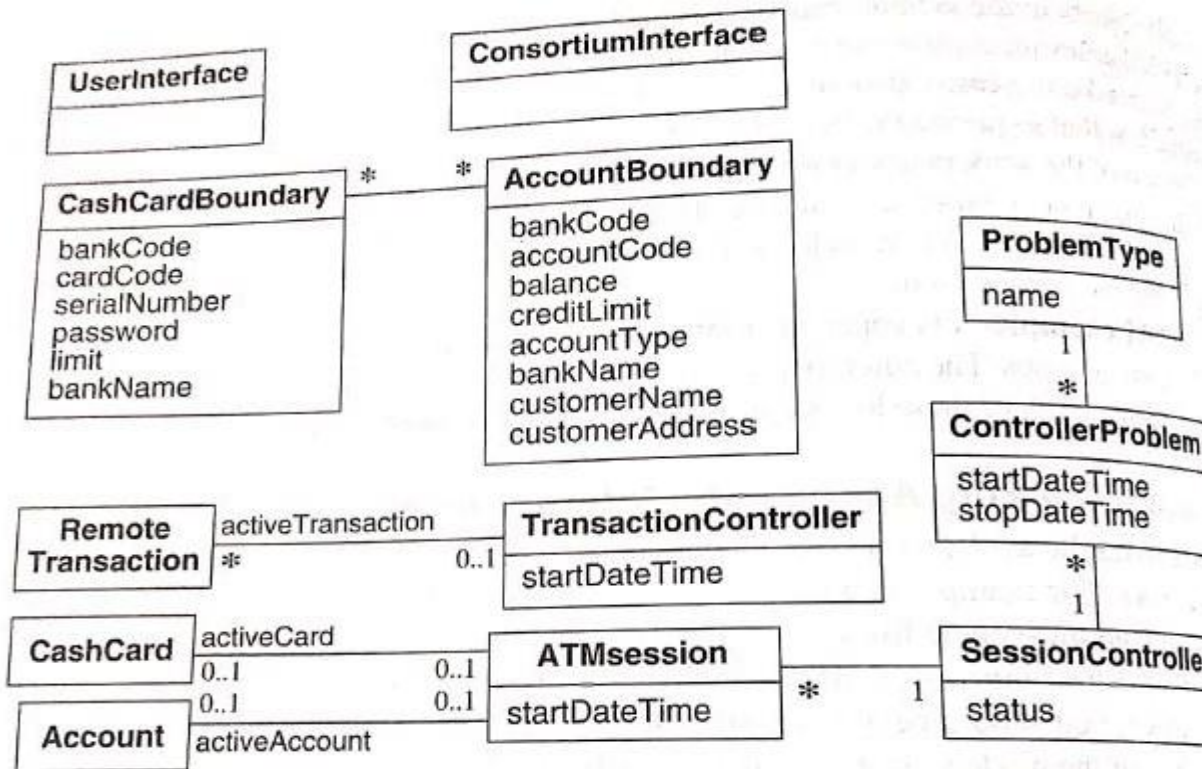 UserInterface
ConsortiumInterface
CashCardBoundary
bankCode
cardCode
serialNumber
password
limit
bankName
*
*
AccountBoundary
bankCode
accountCode
balance
creditLimit
accountType
bankName
customerName
customerAddress
ProblemType
name
1
*
ControllerProblem
startDateTime
stopDateTime
*
1
Remote
Transaction
activeTransaction
*
0..1
TransactionController
startDateTime
CashCard
activeCard
0..1
0..1
Account
0..1
0..1
activeAccount
ATMsession
startDateTime
*
1
SessionControlle
status